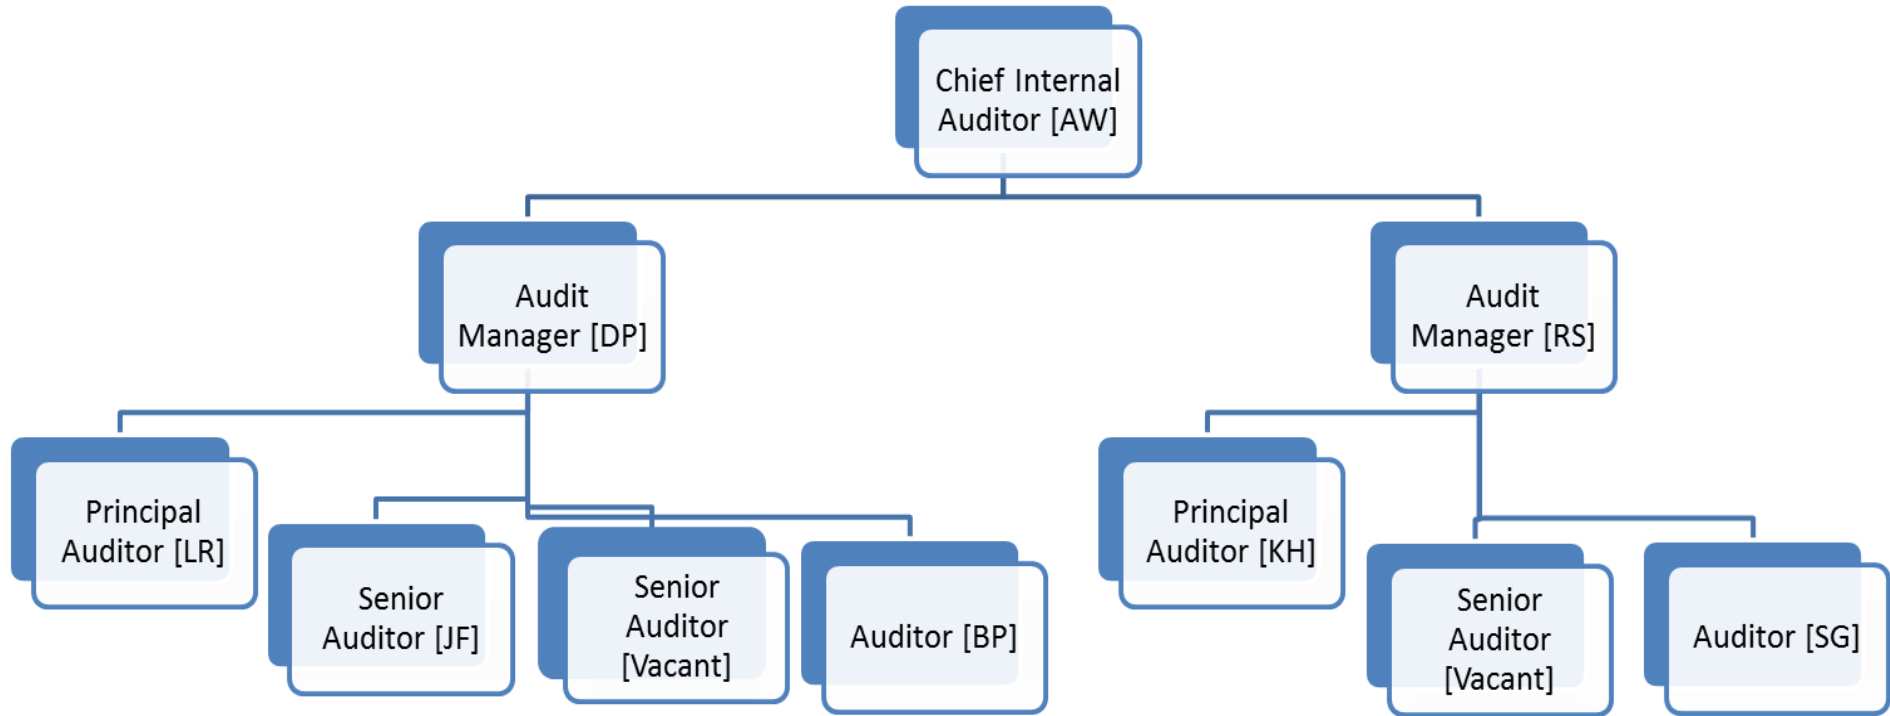 Chief Internal
Auditor [AW]
Audit
Manager [DP]
Audit
Manager [RS]
Principal
Auditor [LR]
Senior
Auditor [JF]
Senior
Auditor
[Vacant]
Auditor [BP]
Principal
Auditor [KH]
Senior
Auditor
[Vacant]
Auditor [SG]